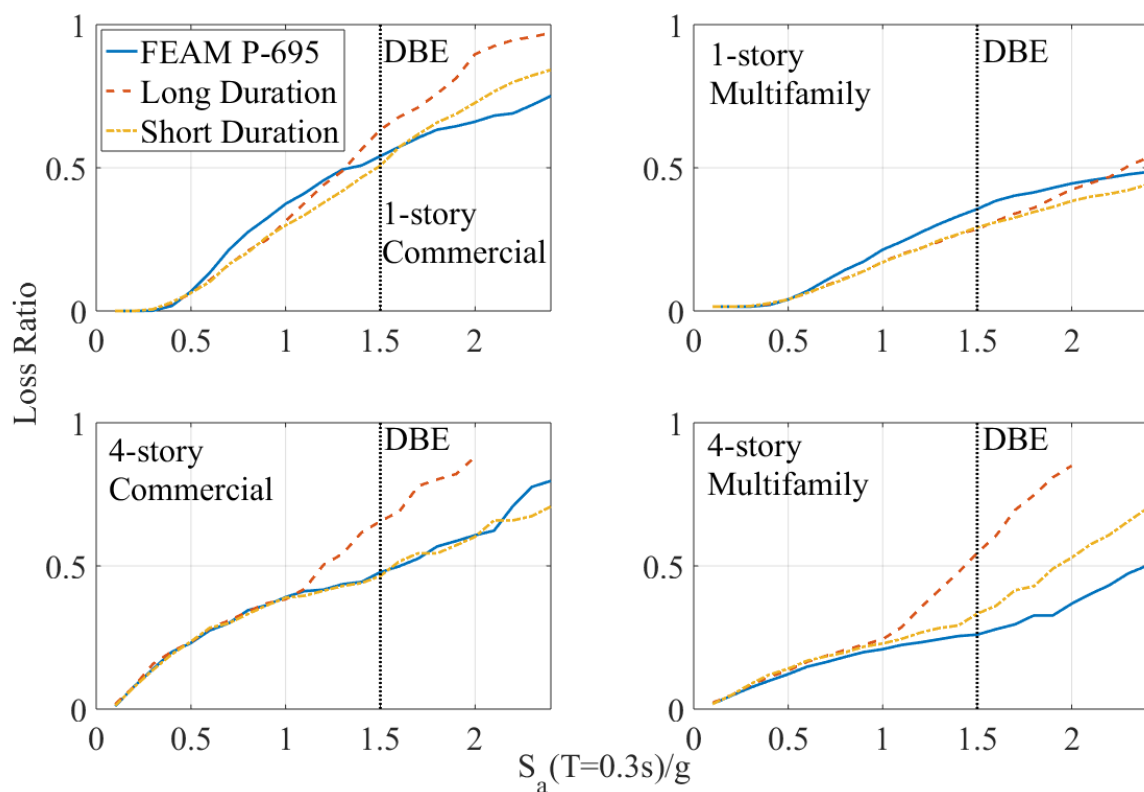 1
FEAM P-695
Long Duration
Short Duration
DBE
0.5
1-story
Commercial
0
0
0.5
1
1.5
2
1
1-story
Multifamily
DBE
0.5
0
0
0.5
1
1.5
2
Loss Ratio
1
4-story
Commercial
DBE
0.5
0
0
0.5
1
1.5
2
1
4-story
Multifamily
DBE
0.5
0
0
0.5
1
1.5
2
S_a(T=0.3s)/g